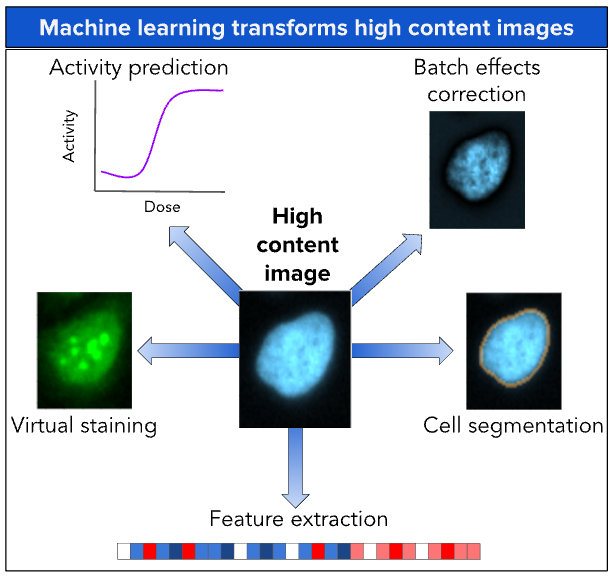 Machine learning transforms high content images
Activity prediction
Activity
Dose
Batch effects
correction
High
content
image
Virtual staining
Cell segmentation
Feature extraction